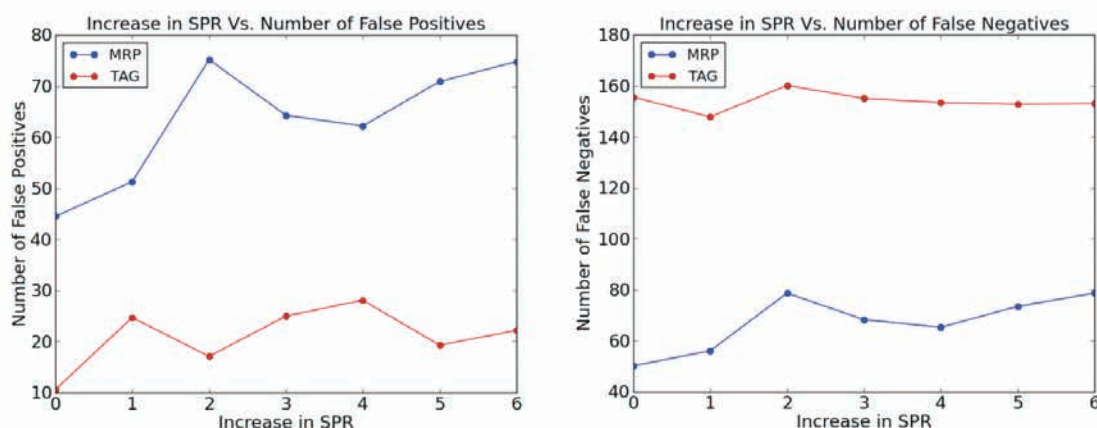 Increase in SPR Vs. Number of False Positives
80
70
60
50
40
30
20
10
Number of False Positives
MRP
TAG
0 1 2 3 4 5 6
Increase in SPR
Increase in SPR Vs. Number of False Negatives
180
160
140
120
100
80
60
40
Number of False Negatives
MRP
TAG
0 1 2 3 4 5 6
Increase in SPR